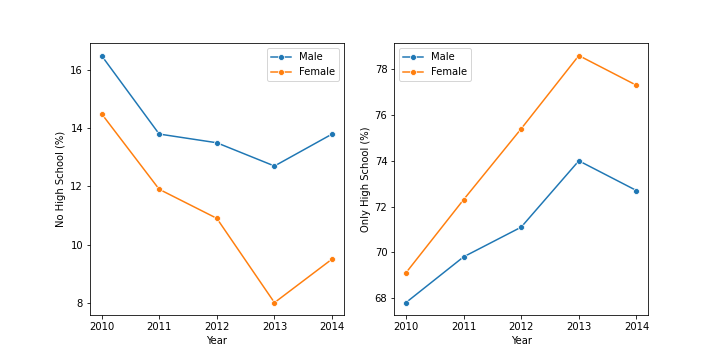 No High School (%)
16
14
12
10
8
Male
Female
2010 2011 2012 2013 2014
Year
Only High School (%)
78
76
74
72
70
68
Male
Female
2010 2011 2012 2013 2014
Year